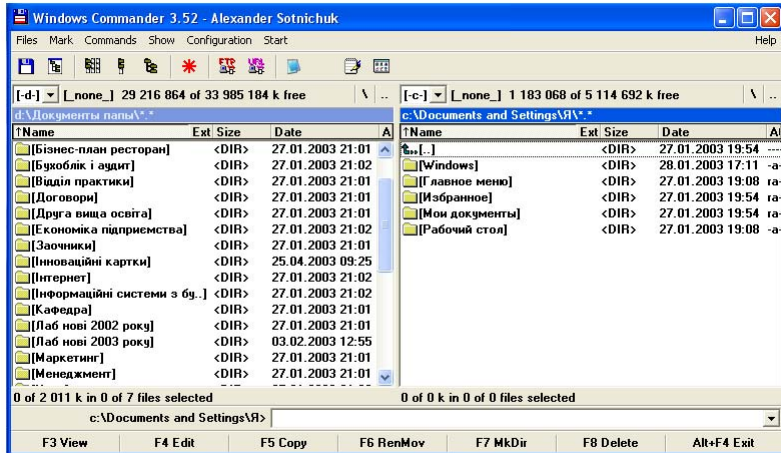 Windows Commander 3.52 - Alexander Sotnichuk
Files Mark Commands Show Configuration Start Help
[-d-] [_none_] 29 216 864 of 33 985 184 k free \ ..
d:\Документы папы\*.*
↑Name Ext Size Date A
[Бізнес-план ресторан] <DIR> 27.01.2003 21:01
[Бухоблік і аудит] <DIR> 27.01.2003 21:02
[Відділ практики] <DIR> 27.01.2003 21:01
[Договори] <DIR> 27.01.2003 21:01
[Друга вища освіта] <DIR> 27.01.2003 21:01
[Економіка підприємства] <DIR> 27.01.2003 21:02
[Заочники] <DIR> 27.01.2003 21:01
[Інноваційні картки] <DIR> 25.04.2003 09:25
[Інтернет] <DIR> 27.01.2003 21:02
[Інформаційні системи з бу..] <DIR> 27.01.2003 21:02
[Кафедра] <DIR> 27.01.2003 21:01
[Лаб нові 2002 року] <DIR> 27.01.2003 21:01
[Лаб нові 2003 року] <DIR> 03.02.2003 12:55
[Маркетинг] <DIR> 27.01.2003 21:01
[Менеджмент] <DIR> 27.01.2003 21:01
0 of 2 011 k in 0 of 7 files selected
[-c-] [_none_] 1 183 068 of 5 114 692 k free \ ..
c:\Documents and Settings\Я\*.*
↑Name Ext Size Date At
[..] <DIR> 27.01.2003 19:54 ----
[Windows] <DIR> 28.01.2003 17:11 -a-
[Главное меню] <DIR> 27.01.2003 19:08 ra-
[Избранное] <DIR> 27.01.2003 19:54 ra-
[Мои документы] <DIR> 27.01.2003 19:54 ra-
[Рабочий стол] <DIR> 27.01.2003 19:08 -a-
0 of 0 k in 0 of 0 files selected
c:\Documents and Settings\Я>
F3 View F4 Edit F5 Copy F6 RenMov F7 MkDir F8 Delete Alt+F4 Exit